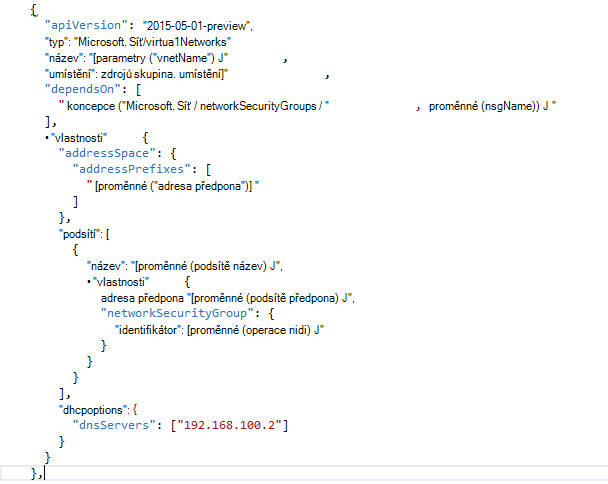 {
"apiVersion": "2015-05-01-preview",
"typ": "Microsoft. Síť/virtua1Networks"
"název": "[parametry ("vnetName") J" ,
"umístění": zdrojů skupina. umístění]" ,
"dependsOn": [
" koncepce ("Microsoft. Síť / networkSecurityGroups / " , proměnné (nsgName)) J "
],
• "vlastnosti" {
"addressSpace": {
"addressPrefixes": [
" [proměnné ("adresa předpona")] "
]
},
"podsítí": [
{
"název": "[proměnné (podsítě název) J",
• "vlastnosti" {
adresa předpona "[proměnné (podsítě předpona) J",
"networkSecurityGroup": {
"identifikátor": [proměnné (operace nidi) J"
}
}
}
],
"dhcpoptions": {
"dnsServers": ["192.168.100.2"]
}
}
},